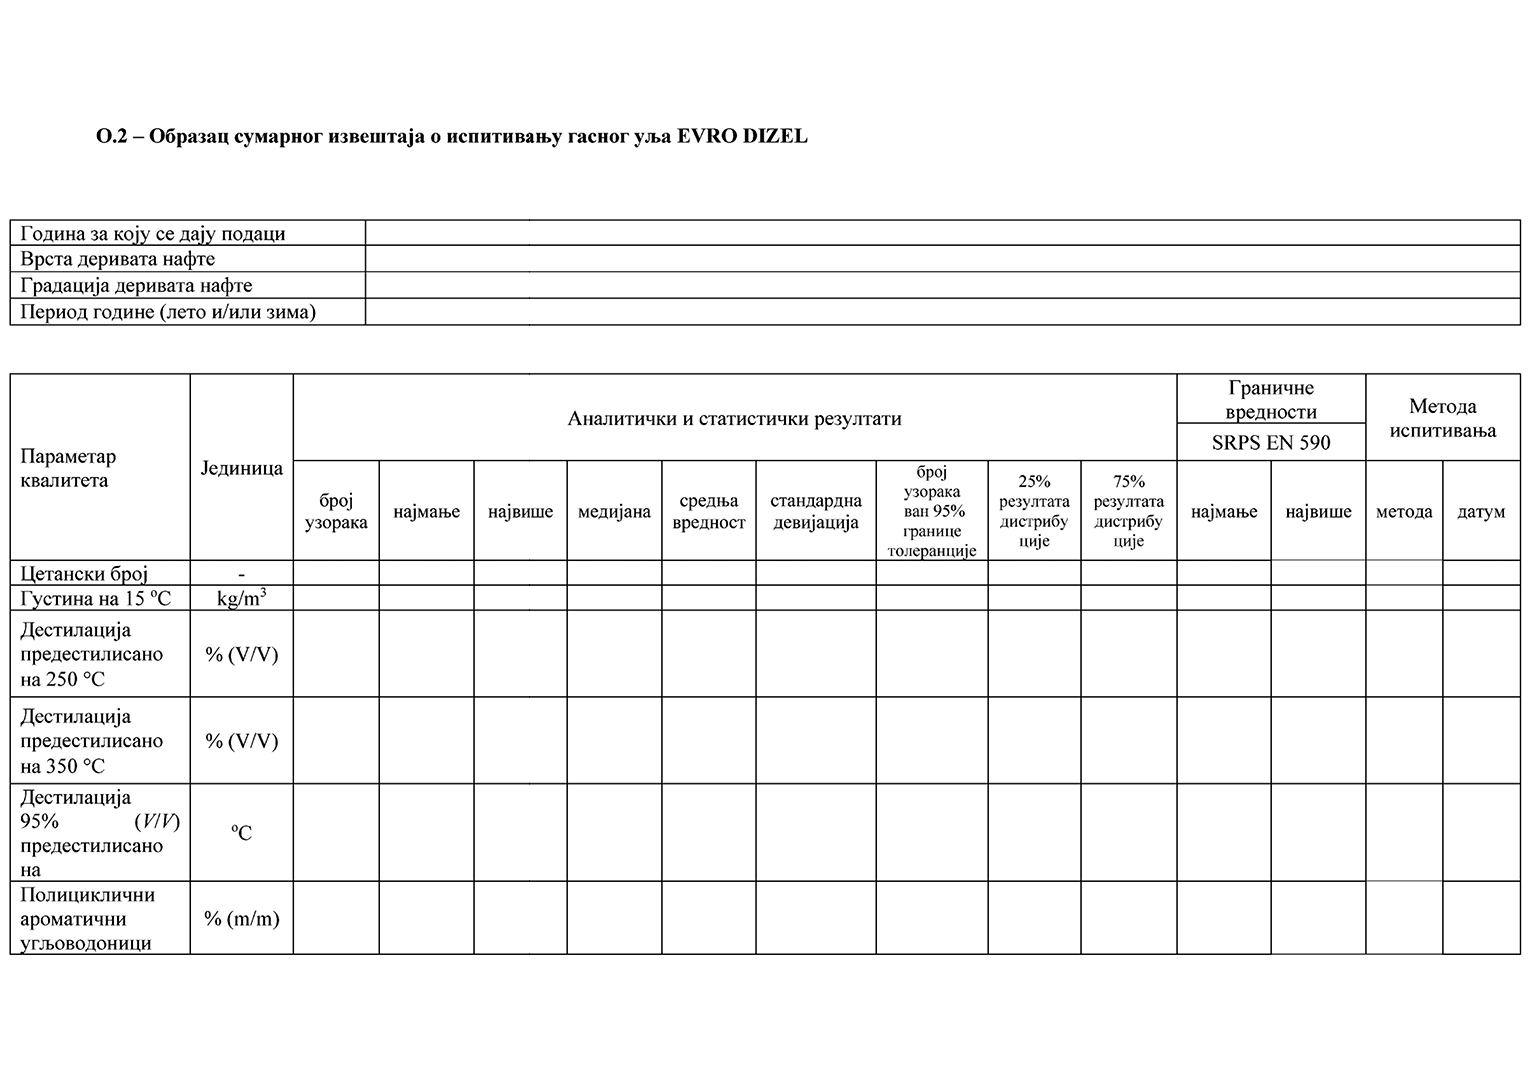 О.2 – Образац сумарног извештаја о испитивању гасног уља EVRO DIZEL
Година за коју се дају подаци
Врста деривата нафте
Градација деривата нафте
Период године (лето и/или зима)
Параметар
квалитета
Јединица
Аналитички и статистички резултати
Граничне
вредности
SRPS EN 590
Метода
испитивања
број
узорака
најмање
највише
медијана
средња
вредност
стандардна
девијација
број
узорака
ван 95%
границе
толеранције
25%
резултата
дистрибу
ције
75%
резултата
дистрибу
ције
најмање
највише
метода
датум
Цетански број
-
Густина на 15 ºC
kg/m³
Дестилација
предестилисано
на 250 °C
% (V/V)
Дестилација
предестилисано
на 350 °C
% (V/V)
Дестилација
95% (V/V)
предестилисано
на
ºC
Полициклични
ароматични
угљоводоници
% (m/m)